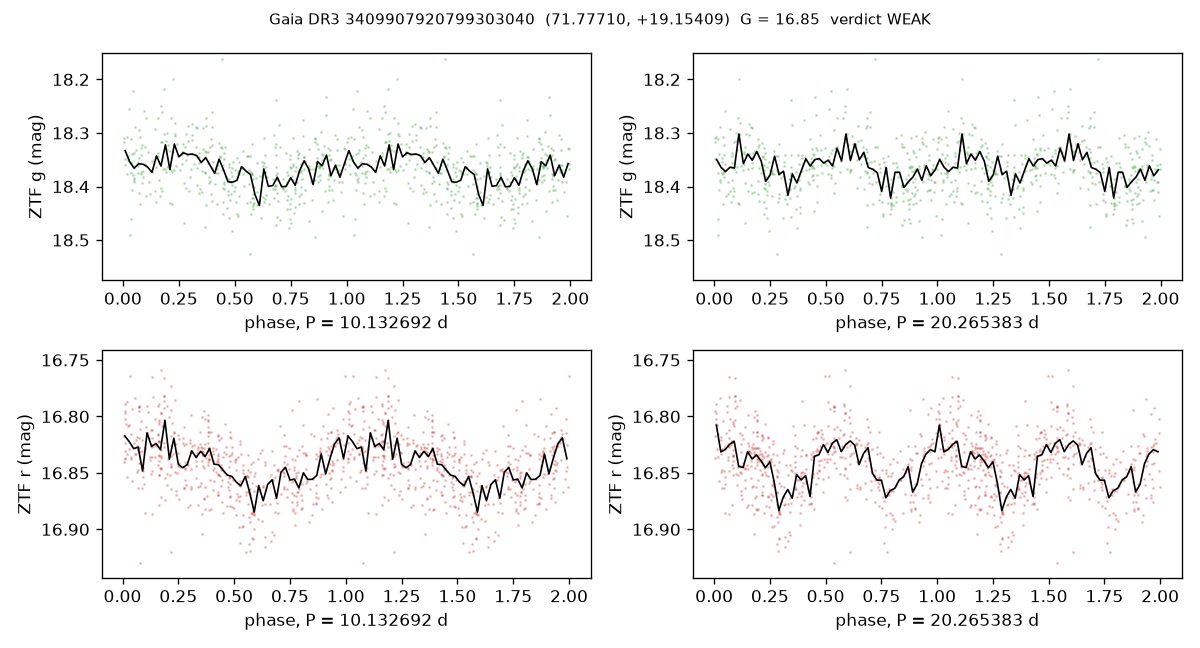 Gaia DR3 3409907920799303040 (71.77710, +19.15409) G = 16.85 verdict WEAK
ZTF g (mag)
18.2
18.3
18.4
18.5
0.00 0.25 0.50 0.75 1.00 1.25 1.50 1.75 2.00
phase, P = 10.132692 d
ZTF g (mag)
18.2
18.3
18.4
18.5
0.00 0.25 0.50 0.75 1.00 1.25 1.50 1.75 2.00
phase, P = 20.265383 d
ZTF r (mag)
16.75
16.80
16.85
16.90
0.00 0.25 0.50 0.75 1.00 1.25 1.50 1.75 2.00
phase, P = 10.132692 d
ZTF r (mag)
16.75
16.80
16.85
16.90
0.00 0.25 0.50 0.75 1.00 1.25 1.50 1.75 2.00
phase, P = 20.265383 d